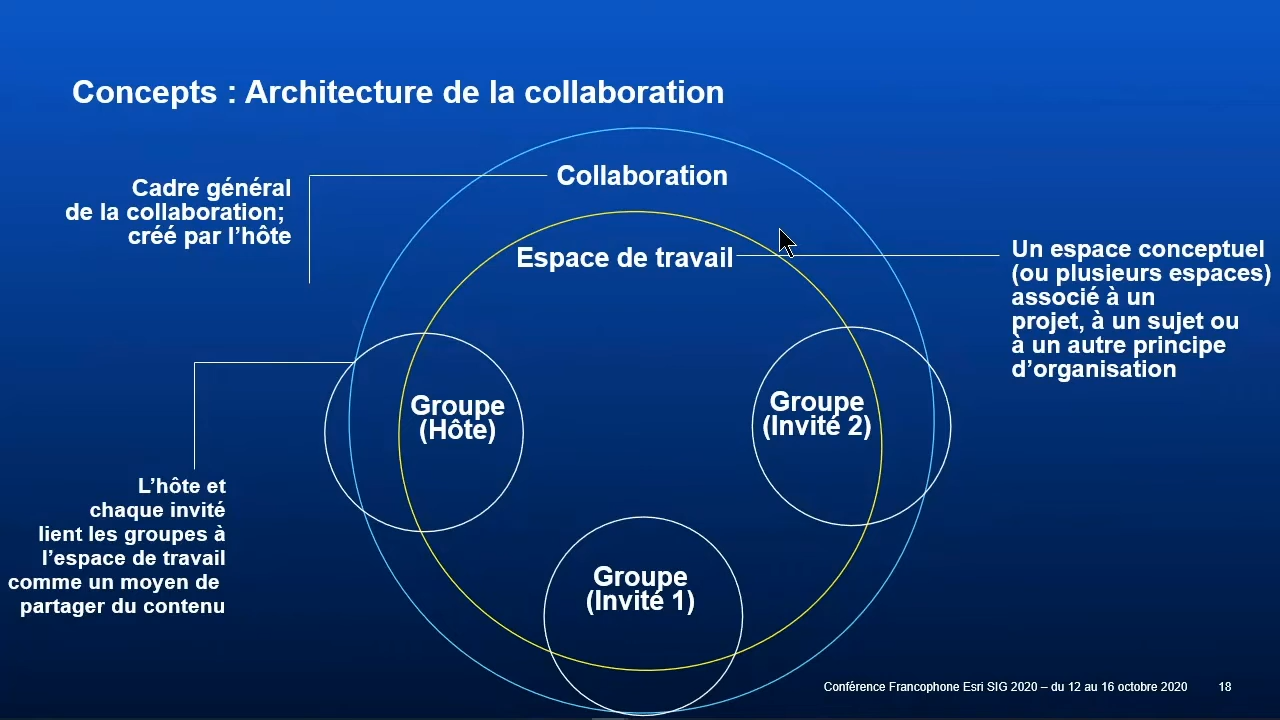 Concepts : Architecture de la collaboration
Collaboration
Cadre général
de la collaboration;
créé par l’hôte
Espace de travail
Un espace conceptuel
(ou plusieurs espaces)
associé à un
projet, à un sujet ou
à un autre principe
d’organisation
Groupe
(Hôte)
Groupe
(Invité 2)
L’hôte et
chaque invité
lient les groupes à
l’espace de travail
comme un moyen de
partager du contenu
Groupe
(Invité 1)
Conférence Francophone Esri SIG 2020 – du 12 au 16 octobre 2020
18